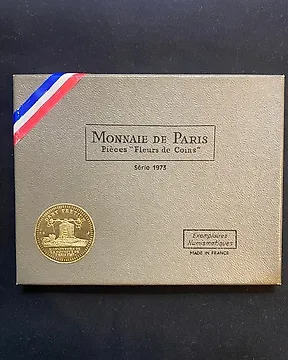 MONNAIE DE PARIS
Pièces "Fleurs de Coins"
Série 1973
Exemplaires
Numismatiques
MADE IN FRANCE